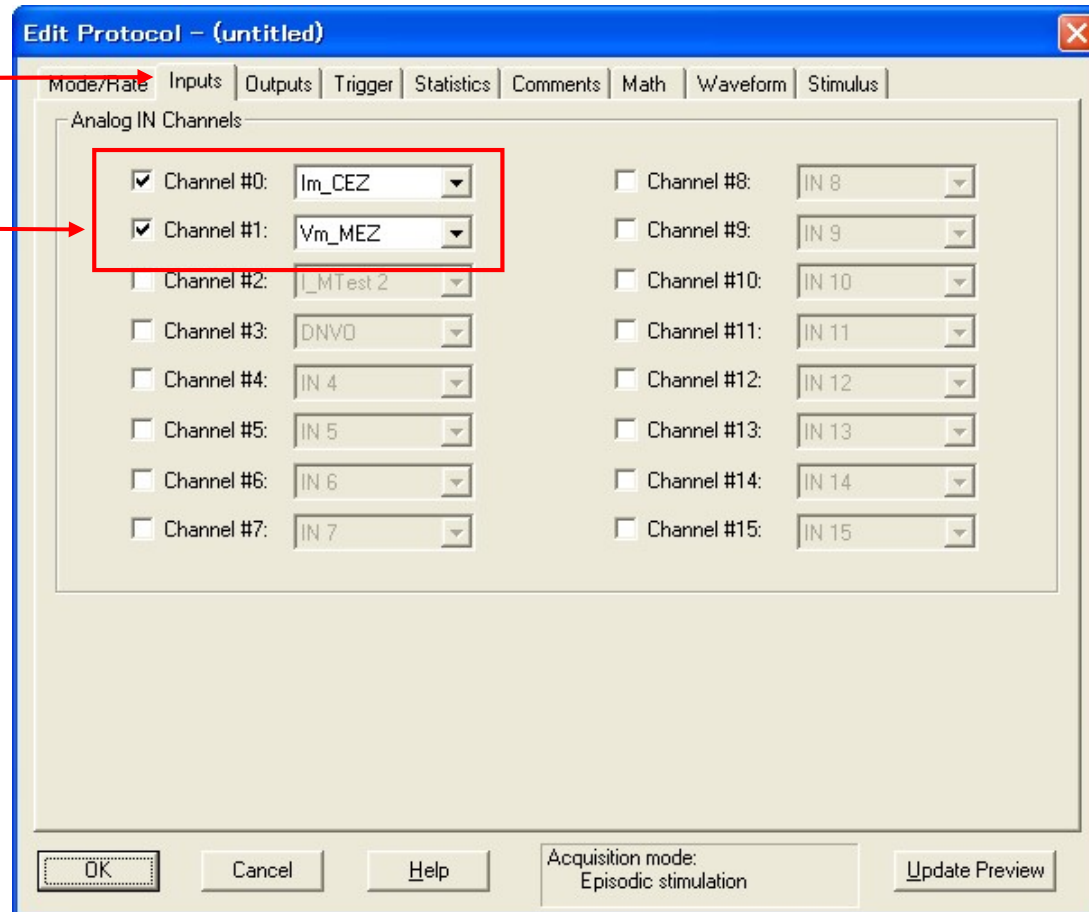 Edit Protocol - (untitled)
Mode/Rate Inputs Outputs Trigger Statistics Comments Math Waveform Stimulus
Analog IN Channels
Channel #0: Im_CEZ
Channel #1: Vm_MEZ
Channel #2: I_MTest 2
Channel #3: DNV0
Channel #4: IN 4
Channel #5: IN 5
Channel #6: IN 6
Channel #7: IN 7
Channel #8: IN 8
Channel #9: IN 9
Channel #10: IN 10
Channel #11: IN 11
Channel #12: IN 12
Channel #13: IN 13
Channel #14: IN 14
Channel #15: IN 15
OK Cancel Help
Acquisition mode:
Episodic stimulation
Update Preview